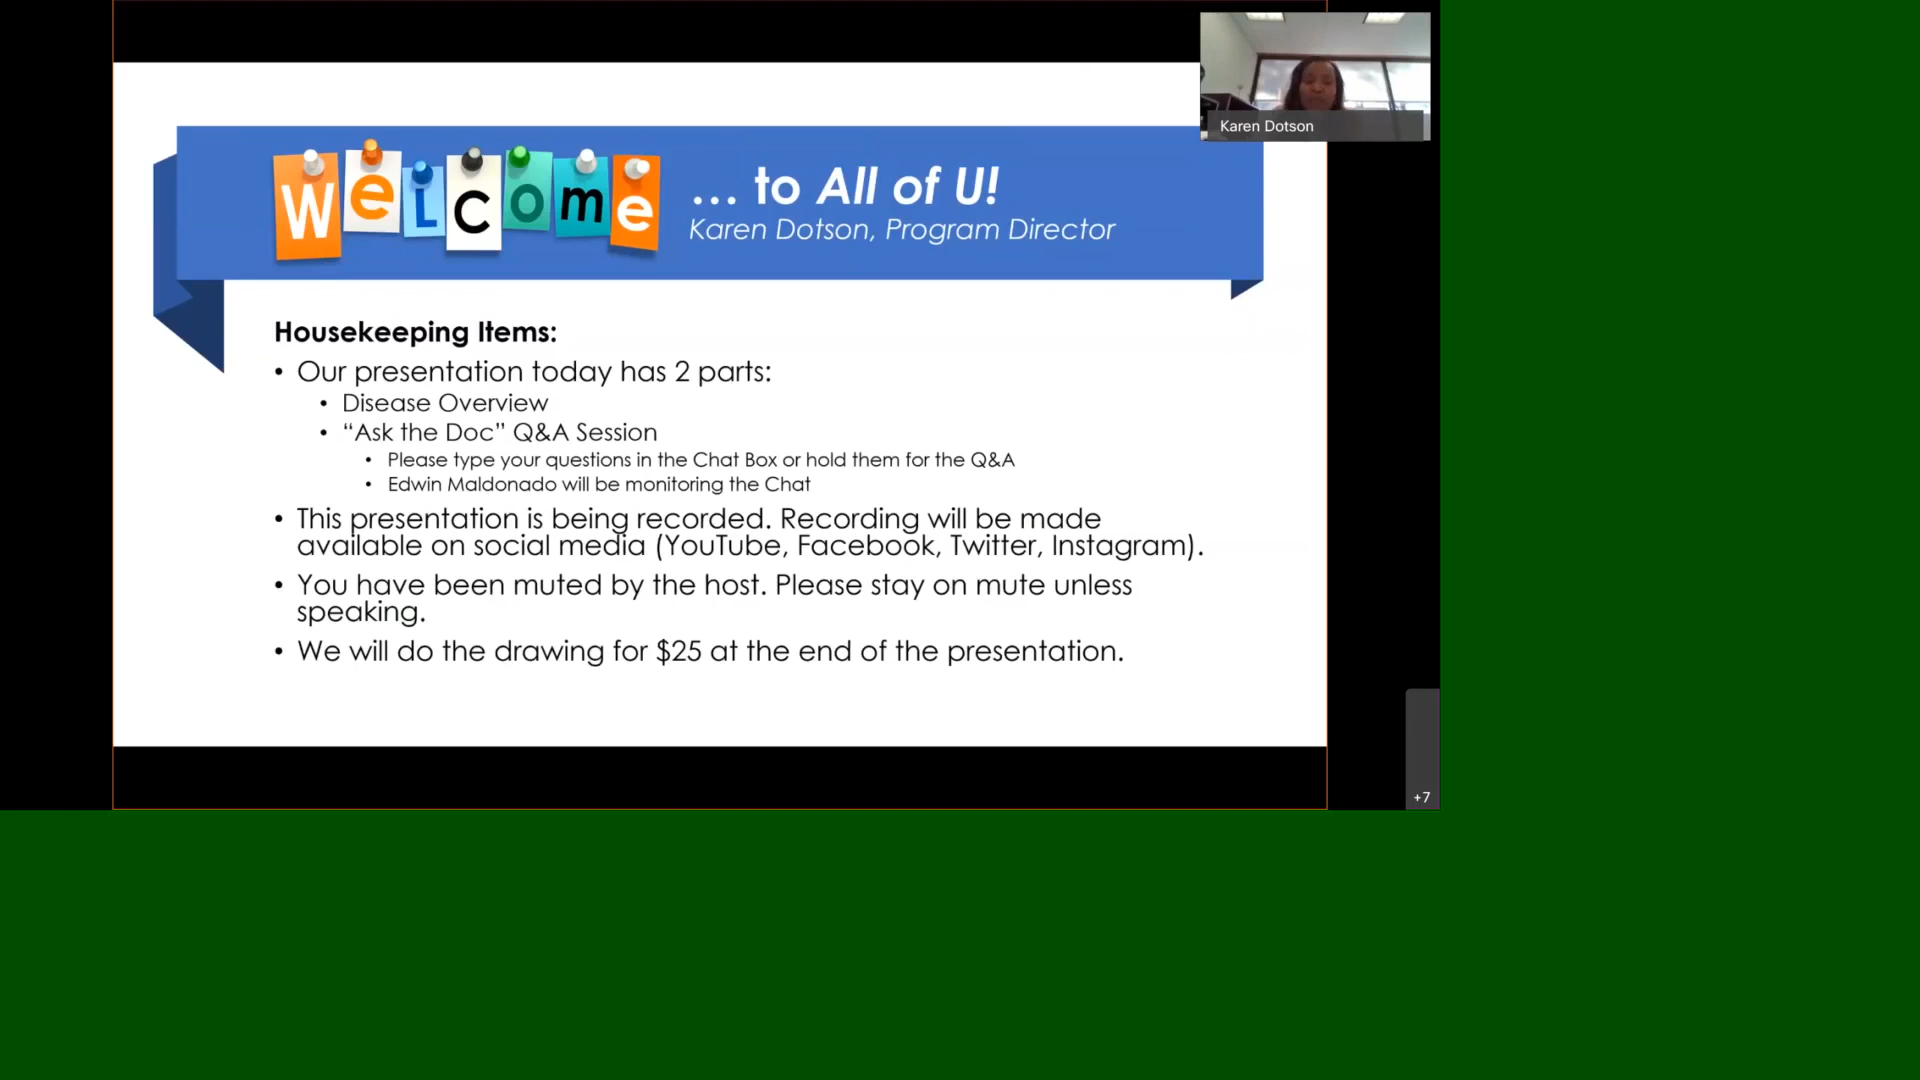 Karen Dotson
WeLcome ... to All of U!
Karen Dotson, Program Director
Housekeeping Items:
• Our presentation today has 2 parts:
• Disease Overview
• “Ask the Doc” Q&A Session
• Please type your questions in the Chat Box or hold them for the Q&A
• Edwin Maldonado will be monitoring the Chat
• This presentation is being recorded. Recording will be made
available on social media (YouTube, Facebook, Twitter, Instagram).
• You have been muted by the host. Please stay on mute unless
speaking.
• We will do the drawing for $25 at the end of the presentation.
+7